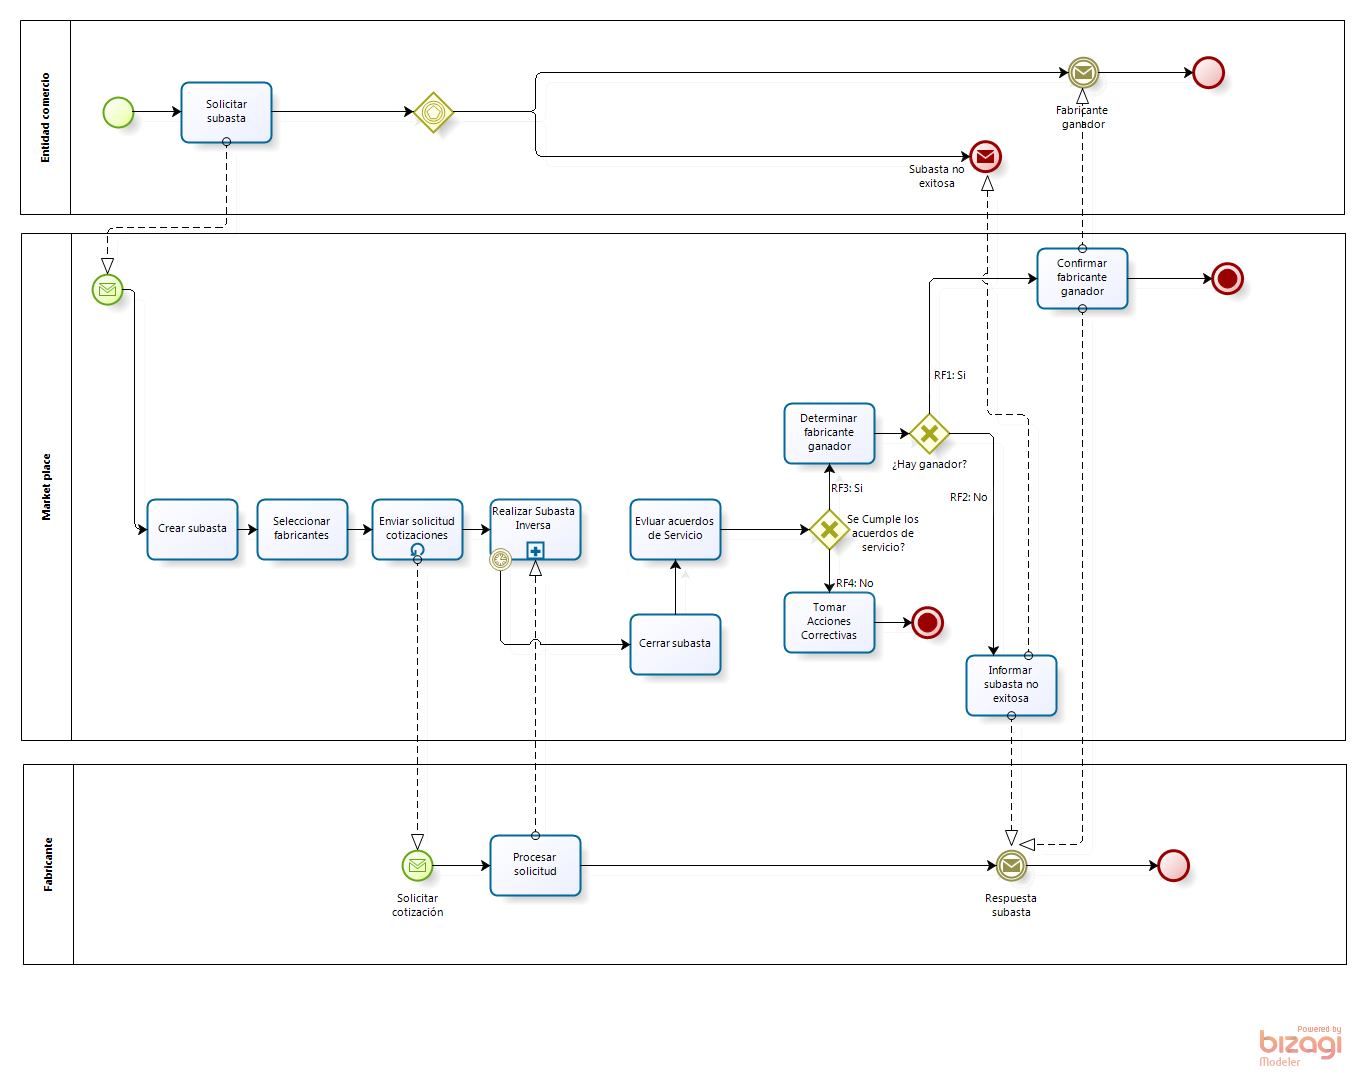 Entidad comercio
Solicitar
subasta
Fabricante
ganador
Subasta no
exitosa
Market place
Confirmar
fabricante
ganador
RF1: Si
Determinar
fabricante
ganador
¿Hay ganador?
RF3: Si
RF2: No
Crear subasta
Seleccionar
fabricantes
Enviar solicitud
cotizaciones
Realizar Subasta
Inversa
Evluar acuerdos
de Servicio
Se Cumple los
acuerdos de
servicio?
RF4: No
Tomar
Acciones
Correctivas
Cerrar subasta
Informar
subasta no
exitosa
Fabricante
Procesar
solicitud
Solicitar
cotización
Respuesta
subasta
Powered by
bizagi
Modeler